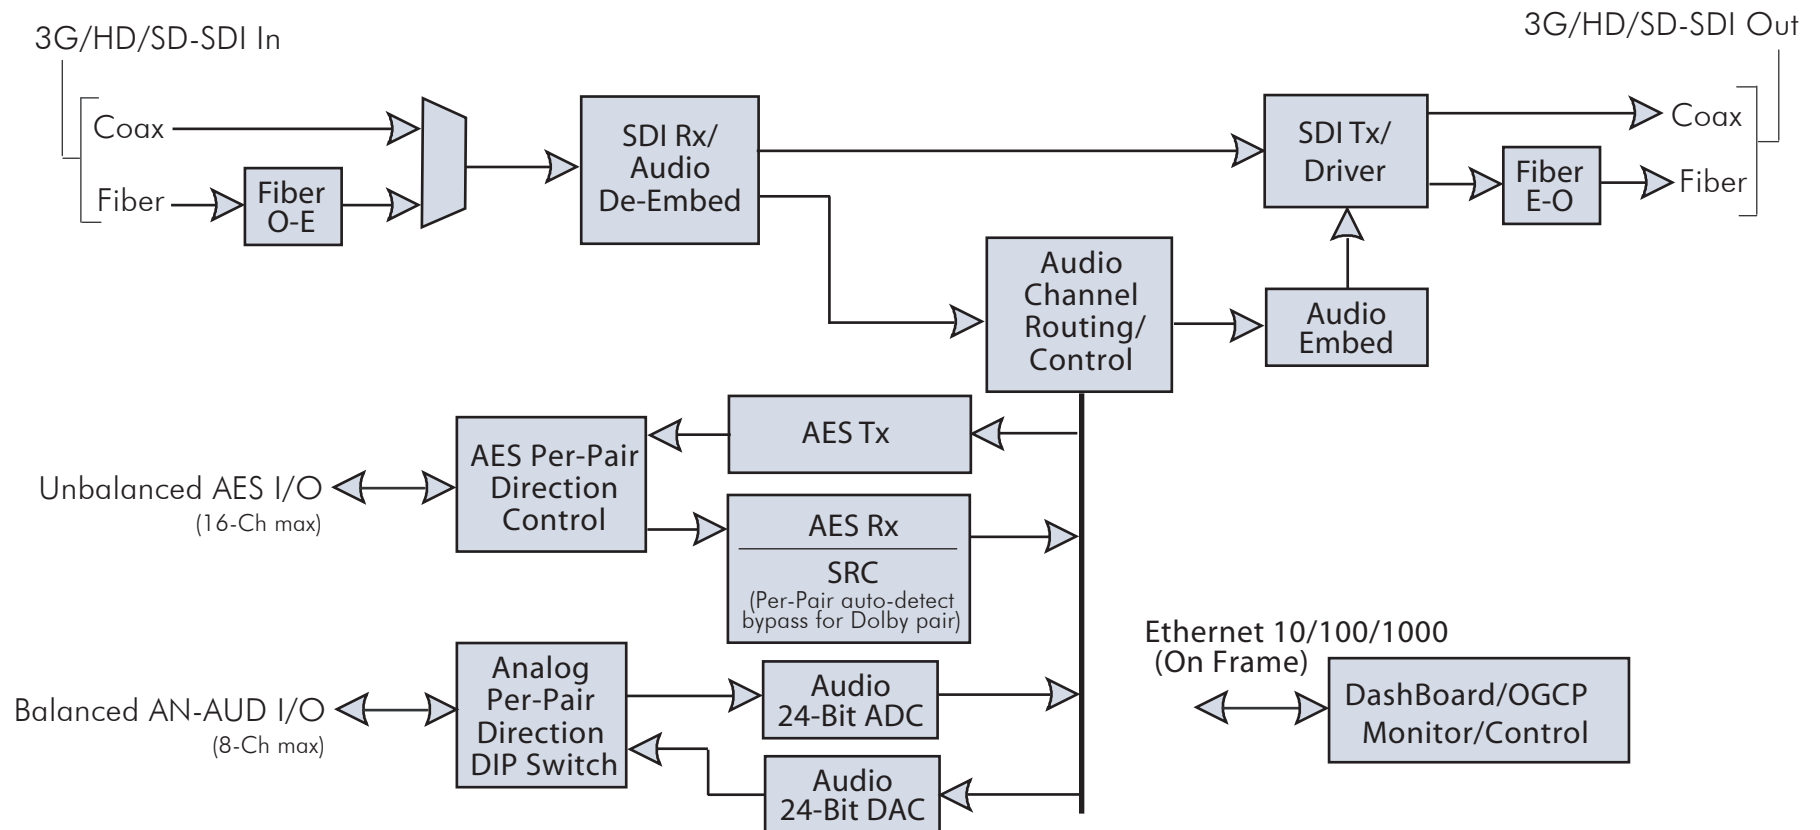 3G/HD/SD-SDI In
3G/HD/SD-SDI Out
Coax
Fiber
Fiber
O-E
SDI Rx/
Audio
De-Embed
SDI Tx/
Driver
Coax
Fiber
E-O
Fiber
Audio
Channel
Routing/
Control
Audio
Embed
AES Tx
AES Per-Pair
Direction
Control
Unbalanced AES I/O
(16-Ch max)
AES Rx
SRC
(Per-Pair auto-detect
bypass for Dolby pair)
Analog
Per-Pair
Direction
DIP Switch
Balanced AN-AUD I/O
(8-Ch max)
Audio
24-Bit ADC
Audio
24-Bit DAC
Ethernet 10/100/1000
(On Frame)
DashBoard/OGCP
Monitor/Control